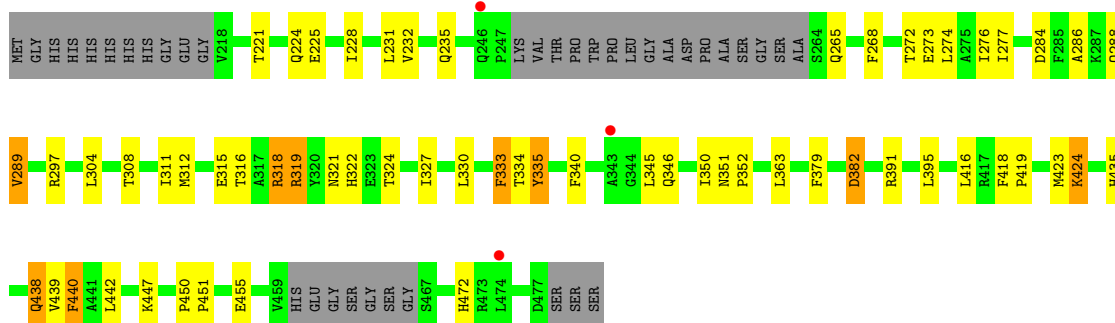 MET GLY HIS HIS HIS HIS HIS HIS GLY GLU GLY V218 T221 Q224 E225 I228 L231 V232 Q235 Q246 P247 LYS VAL THR PRO TRP PRO LEU GLY ALA ASP PRO ALA SER GLY SER ALA S264 Q265 F268 T272 E273 L274 A275 I276 I277 D284 F285 A286 K287 Q288
V289 R297 L304 T308 I311 M312 E315 T316 A317 R318 R319 Y320 N321 H322 E323 T324 I327 L330 F333 T334 Y335 F340 A343 G344 L345 Q346 I350 N351 P352 L363 F379 D382 R391 L395 L416 R417 F418 P419 M423 K424 H435
Q438 V439 F440 A441 L442 K447 P450 P451 E455 V459 HIS GLU GLY SER GLY SER GLY S467 H472 R473 L474 D477 SER SER SER